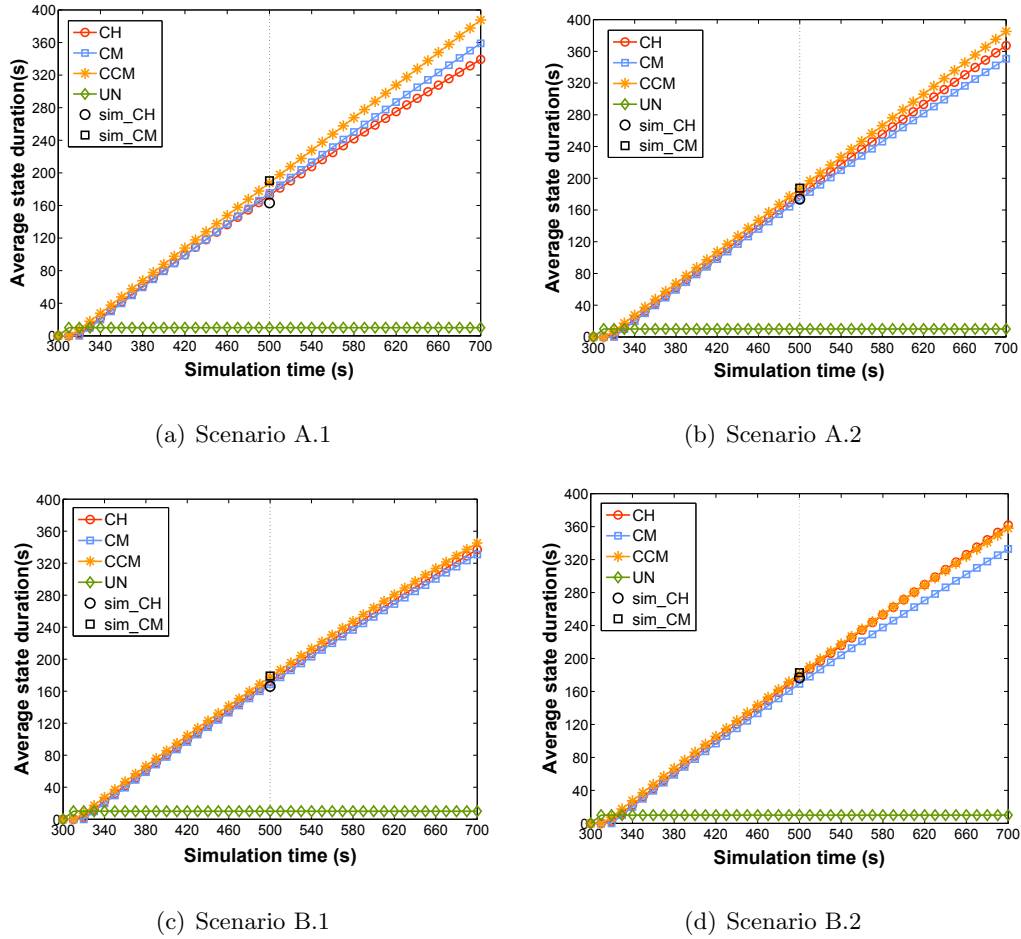 400
360
320
280
240
200
160
120
80
40
0
Average state duration(s)
CH
CM
CCM
UN
sim_CH
sim_CM
300 340 380 420 460 500 540 580 620 660 700
Simulation time (s)
(a) Scenario A.1
400
360
320
280
240
200
160
120
80
40
0
Average state duration(s)
CH
CM
CCM
UN
sim_CH
sim_CM
300 340 380 420 460 500 540 580 620 660 700
Simulation time (s)
(b) Scenario A.2
400
360
320
280
240
200
160
120
80
40
0
Average state duration(s)
CH
CM
CCM
UN
sim_CH
sim_CM
300 340 380 420 460 500 540 580 620 660 700
Simulation time (s)
(c) Scenario B.1
400
360
320
280
240
200
160
120
80
40
0
Average state duration(s)
CH
CM
CCM
UN
sim_CH
sim_CM
300 340 380 420 460 500 540 580 620 660 700
Simulation time (s)
(d) Scenario B.2